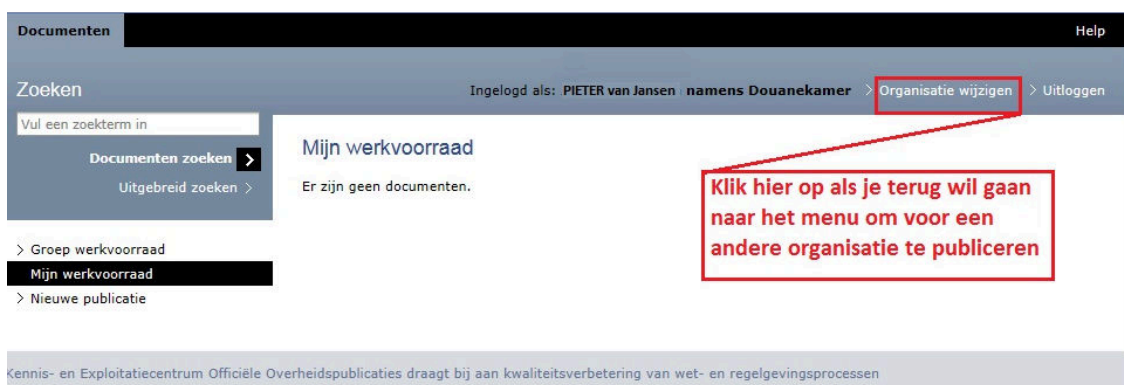 Documenten
Help
Zoeken
Ingelogd als: PIETER van Jansen namens Douanekamer > Organisatie wijzigen > Uitloggen
Vul een zoekterm in
Documenten zoeken >
Uitgebreid zoeken >
Mijn werkvoorraad
Er zijn geen documenten.
Klik hier op als je terug wil gaan
naar het menu om voor een
andere organisatie te publiceren
> Groep werkvoorraad
Mijn werkvoorraad
> Nieuwe publicatie
Kennis- en Exploitatiecentrum Officiële Overheidspublicaties draagt bij aan kwaliteitsverbetering van wet- en regelgevingsprocessen